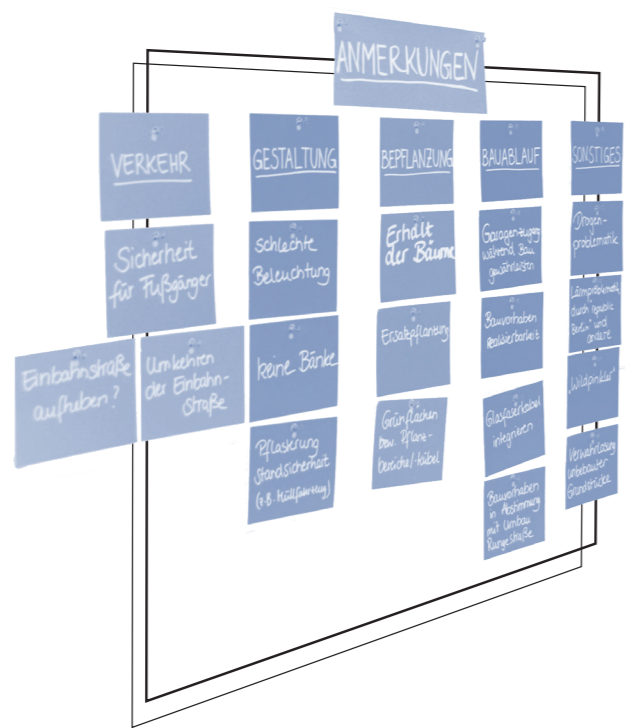 ANMERKUNGEN
VERKEHR
Sicherheit
für Fußgänger
Einbahnstraße
aufheben?
Umkehren
der Einbahn-
straße
GESTALTUNG
schlechte
Beleuchtung
keine Bänke
Pflasterung
Standsicherheit
(z.B. Müllfahrzeug)
BEPFLANZUNG
Erhalt
der Bäume
Ersatzpflanzung
Grünflächen
bzw. Pflanz-
bereiche/-kübel
BAUABLAUF
Garagenzugang
während Bau
gewährleisten
Bauvorhaben
Realisierbarkeit
Glasfaserkabel
integrieren
Bauvorhaben
in Abstimmung
mit Umbau
Rungestraße
SONSTIGES
Drogen-
problematik
Lärmproblematik
durch "republic
Berlin" und
andere
"Wildpinkler"
Verwahrlosung
unbebauter
Grundstücke